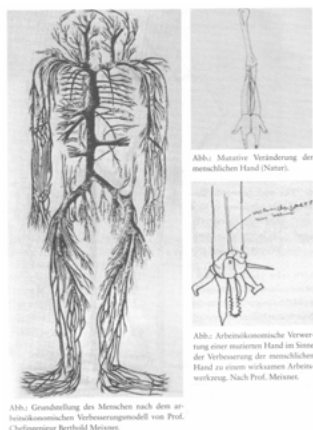 Abb.: Mutative Veränderung der
menschlichen Hand (Natur).
Abb.: Arbeitsökonomische Verwer-
tung einer mutierten Hand im Sinne
der Verbesserung der menschlichen
Hand zu einem wirksamen Arbeits-
werkzeug. Nach Prof. Meixner.
Abb.: Grundstellung des Menschen nach dem ar-
beitsökonomischen Verbesserungsmodell von Prof.
Chefingenieur Berthold Meixner.